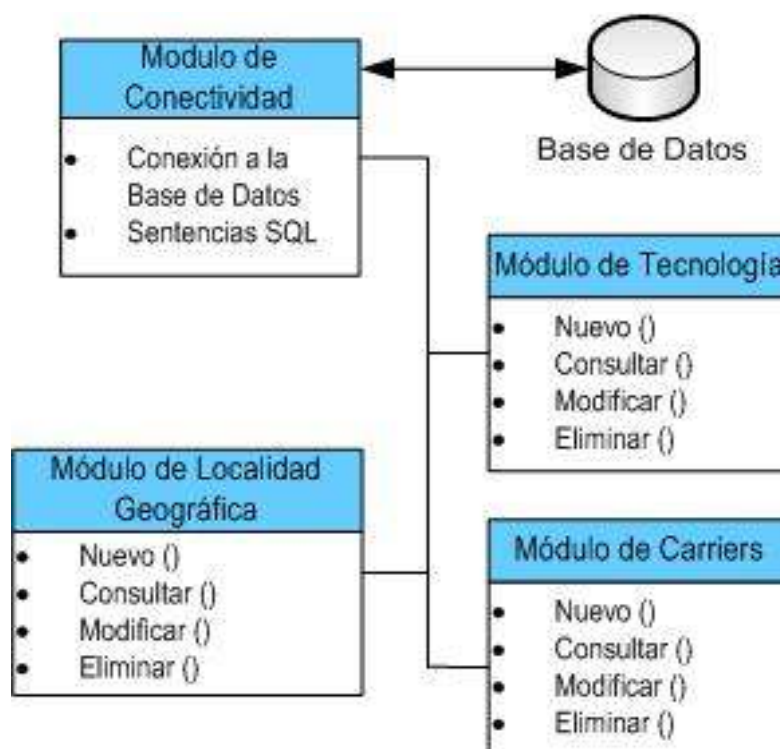 Modulo de
Conectividad
• Conexión a la
Base de Datos
• Sentencias SQL
Base de Datos
Módulo de Tecnología
• Nuevo ()
• Consultar ()
• Modificar ()
• Eliminar ()
Módulo de Localidad
Geográfica
• Nuevo ()
• Consultar ()
• Modificar ()
• Eliminar ()
Módulo de Carriers
• Nuevo ()
• Consultar ()
• Modificar ()
• Eliminar ()